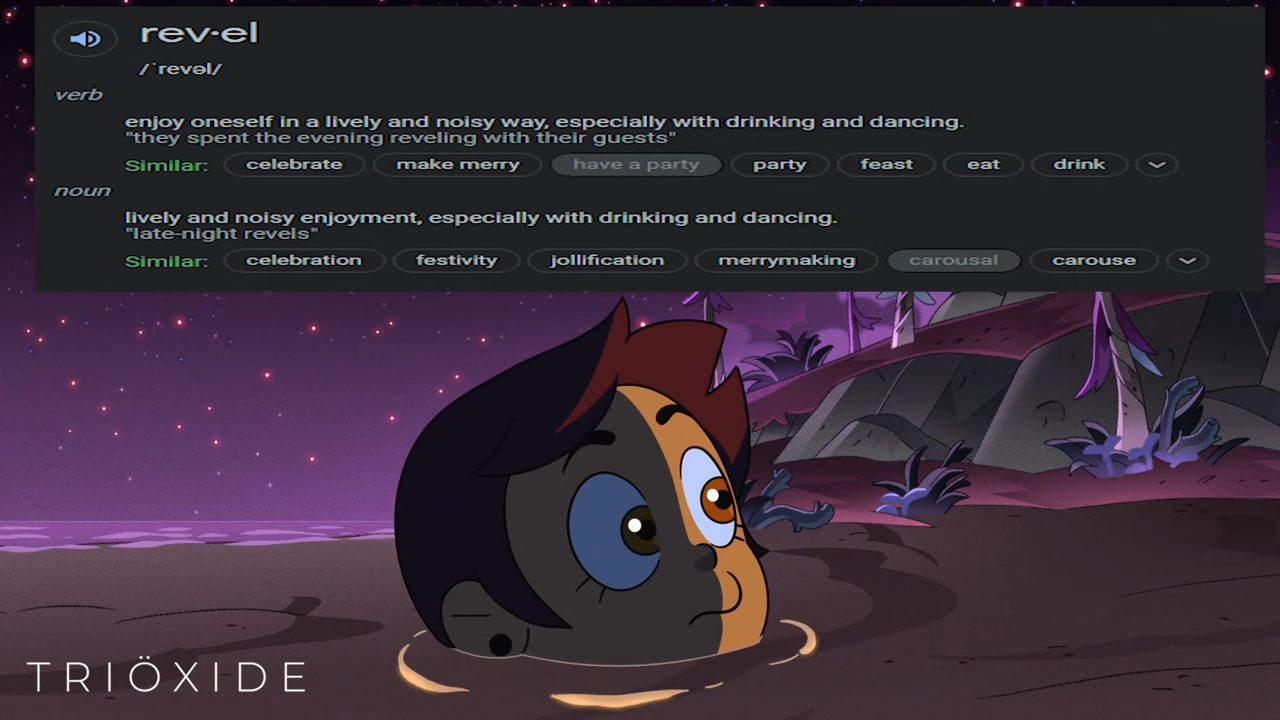 rev·el
/ˈrevəl/
verb
enjoy oneself in a lively and noisy way, especially with drinking and dancing.
"they spent the evening reveling with their guests"
Similar: celebrate make merry have a party party feast eat drink
noun
lively and noisy enjoyment, especially with drinking and dancing.
"late-night revels"
Similar: celebration festivity jollification merrymaking carousal carouse
TRIÖXIDE